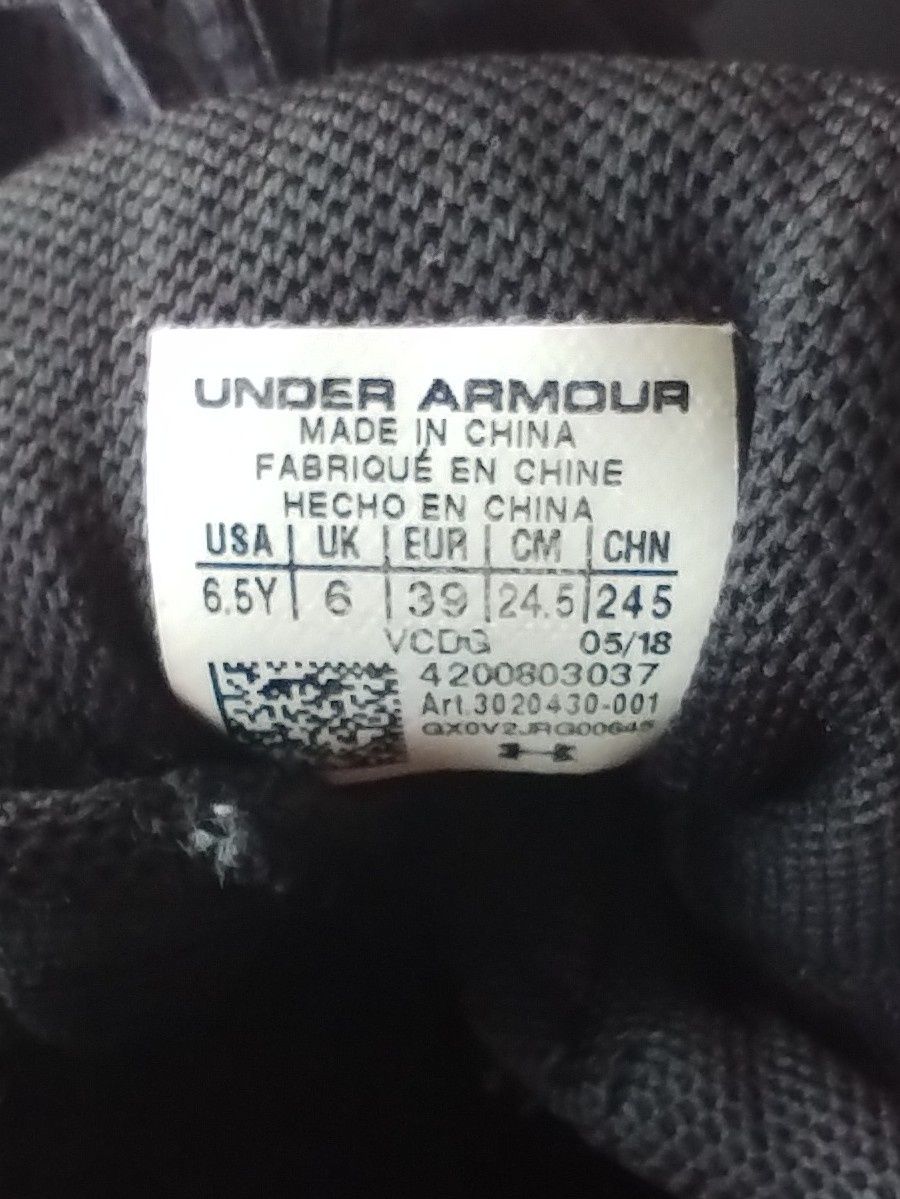 UNDER ARMOUR
MADE IN CHINA
FABRIQUÉ EN CHINE
HECHO EN CHINA
USA | UK | EUR | CM | CHN
6.5Y | 6 | 39 | 24.5 | 245
VCDG 05/18
4200803037
Art.3020430-001
QX0V2JRG00645